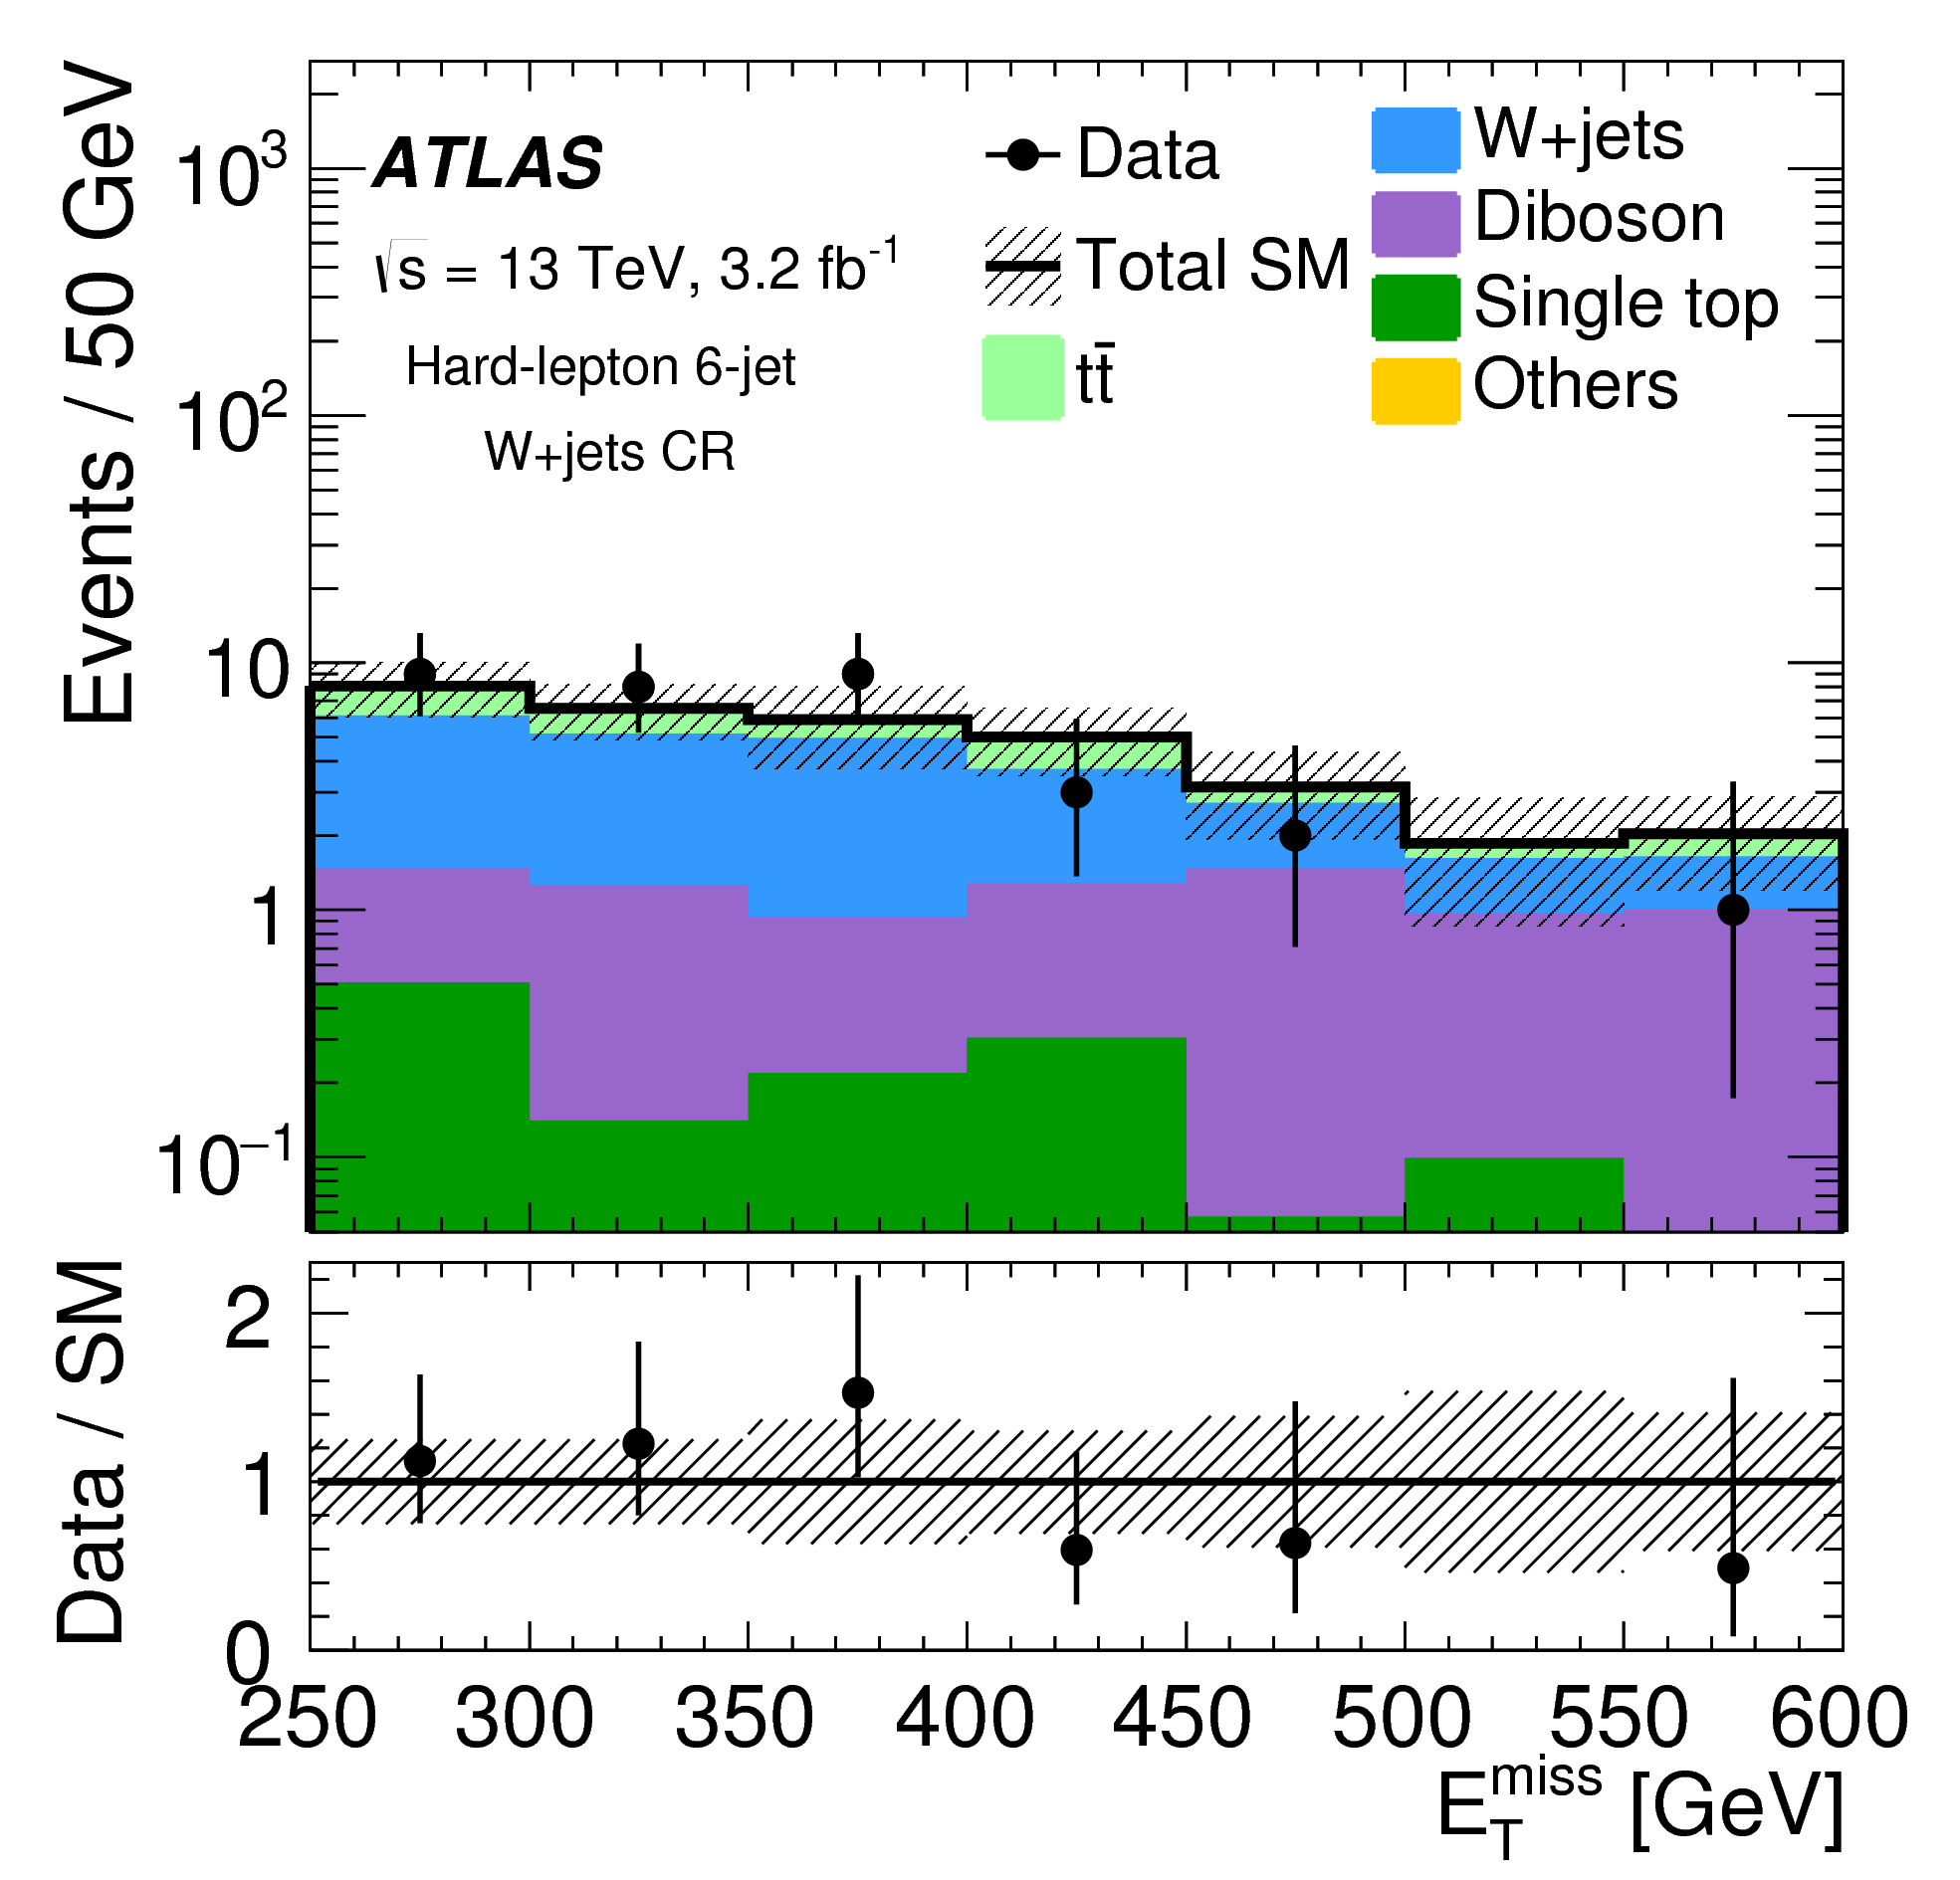 Events / 50 GeV
10³
10²
10
1
10⁻¹
ATLAS
√s = 13 TeV, 3.2 fb⁻¹
Hard-lepton 6-jet
W+jets CR
Data
Total SM
tt̄
W+jets
Diboson
Single top
Others
Data / SM
2
1
0
250 300 350 400 450 500 550 600
E_T^miss [GeV]